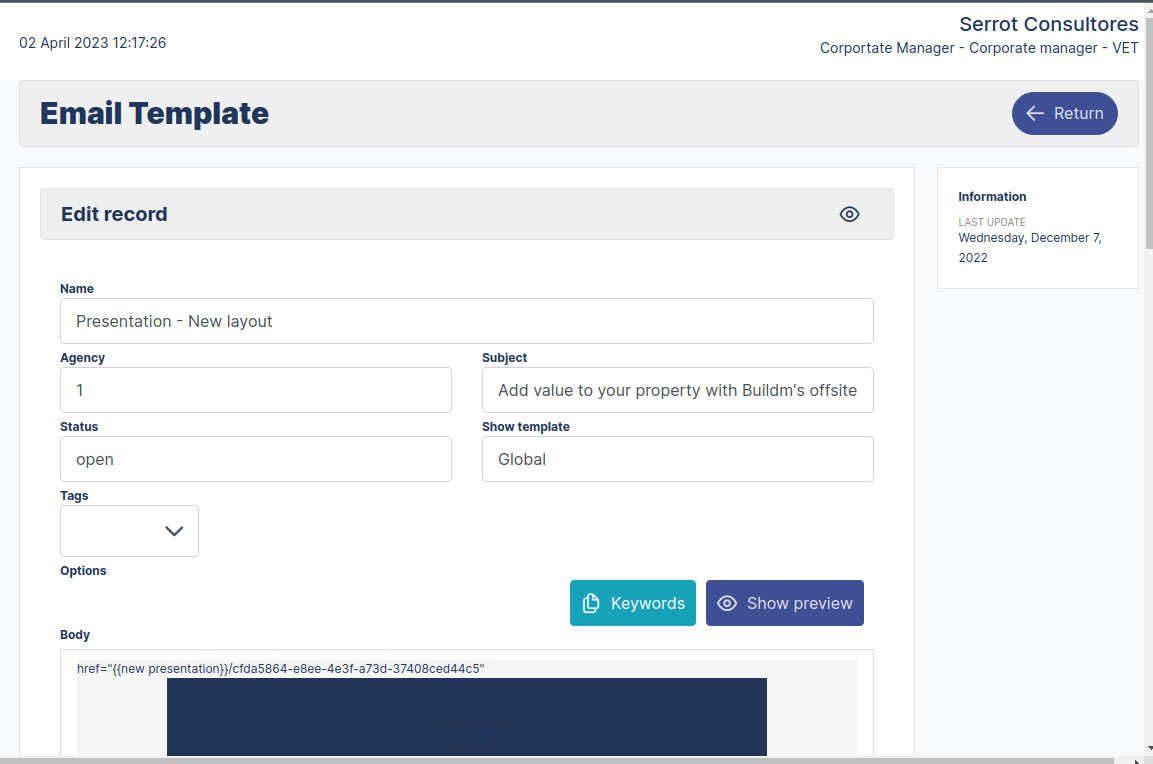 Serrot Consultores
02 April 2023 12:17:26
Corportate Manager - Corporate manager - VET
Email Template
Return
Edit record
Information
LAST UPDATE
Wednesday, December 7,
2022
Name
Presentation - New layout
Agency
Subject
1
Add value to your property with Buildm's offsite
Status
Show template
open
Global
Tags
Options
Keywords
Show preview
Body
href="{{new presentation}}/cfda5864-e8ee-4e3f-a73d-37408ced44c5"